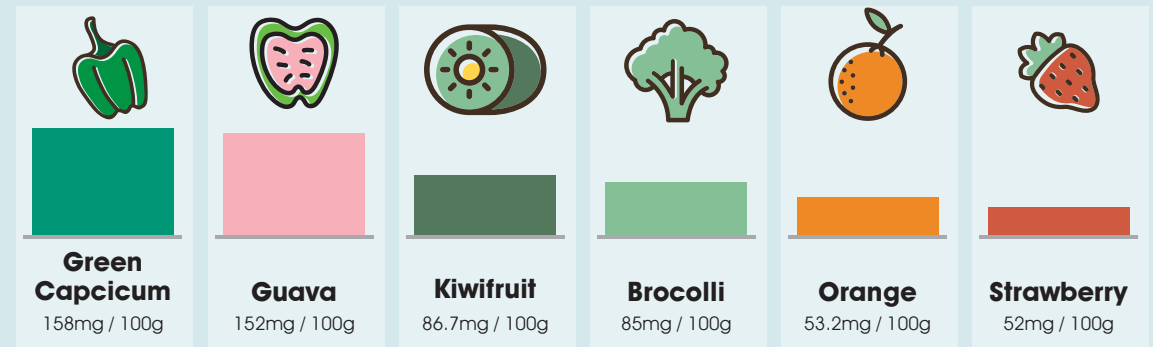 Green
Capcicum
158mg / 100g
Guava
152mg / 100g
Kiwifruit
86.7mg / 100g
Brocolli
85mg / 100g
Orange
53.2mg / 100g
Strawberry
52mg / 100g